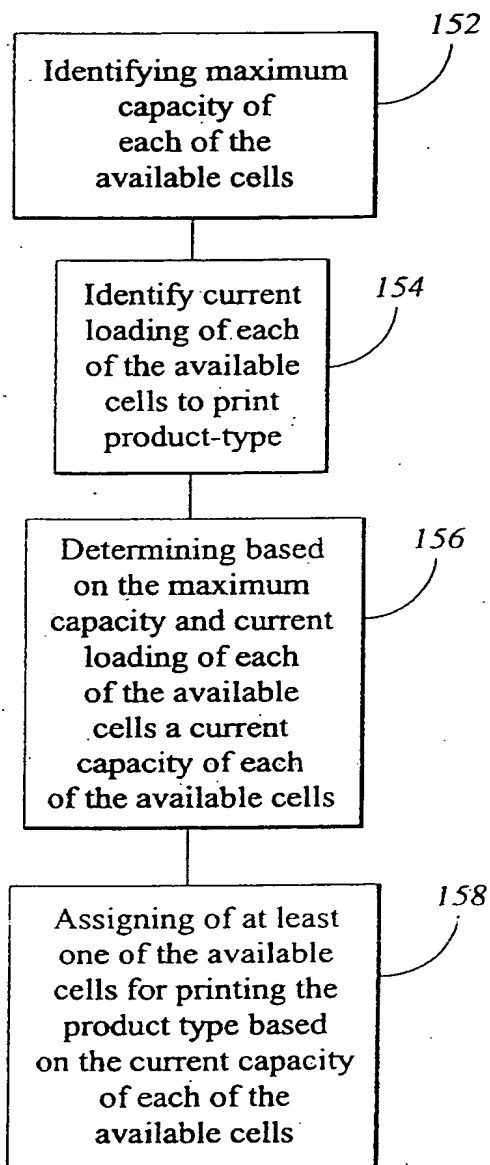 152
Identifying maximum
capacity of
each of the
available cells
154
Identify current
loading of each
of the available
cells to print
product-type
156
Determining based
on the maximum
capacity and current
loading of each
of the available
cells a current
capacity of each
of the available cells
158
Assigning of at least
one of the available
cells for printing the
product type based
on the current capacity
of each of the
available cells